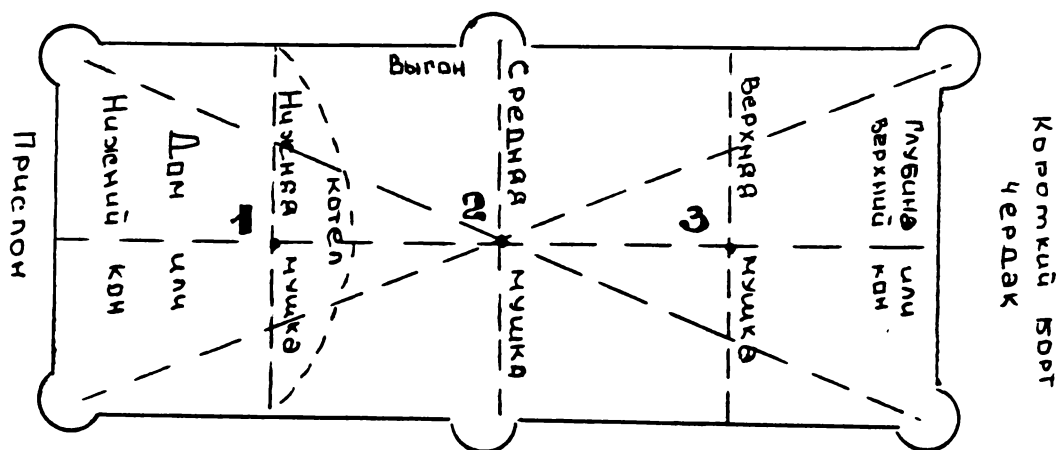 Прислон
Нижний кон
Дом или
1
Нижняя мушка
котел
Выгон
2
Средняя мушка
3
Верхняя мушка
Глубина или
верхний кон
Короткий борт
чердак